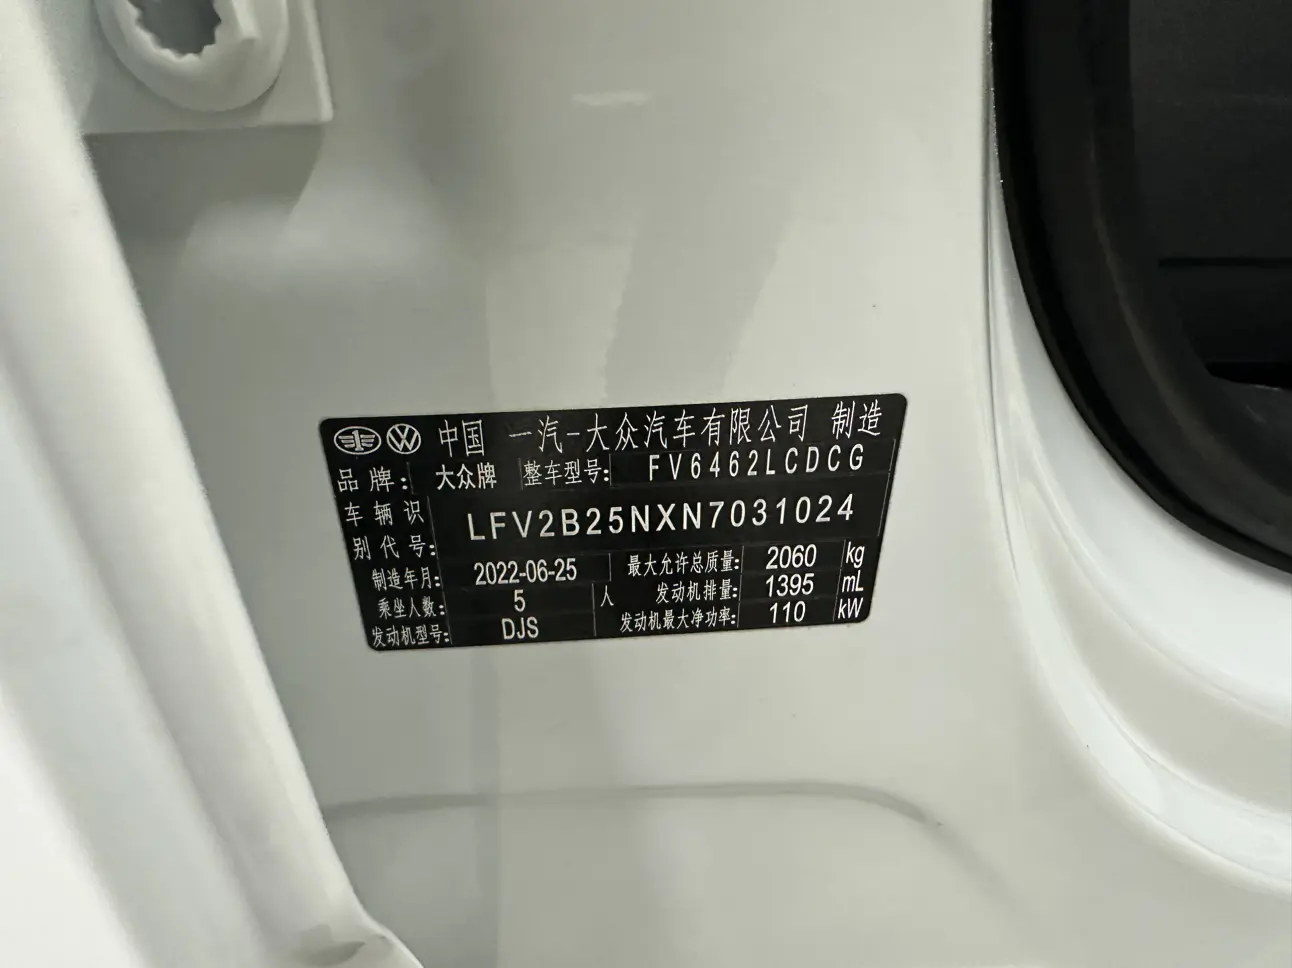 中国 一汽-大众汽车有限公司 制造
品牌: 大众牌 整车型号: FV6462LCDCG
车辆识别代号: LFV2B25NXN7031024
制造年月: 2022-06-25 最大允许总质量: 2060 kg
乘坐人数: 5 人 发动机排量: 1395 mL
发动机型号: DJS 发动机最大净功率: 110 kW